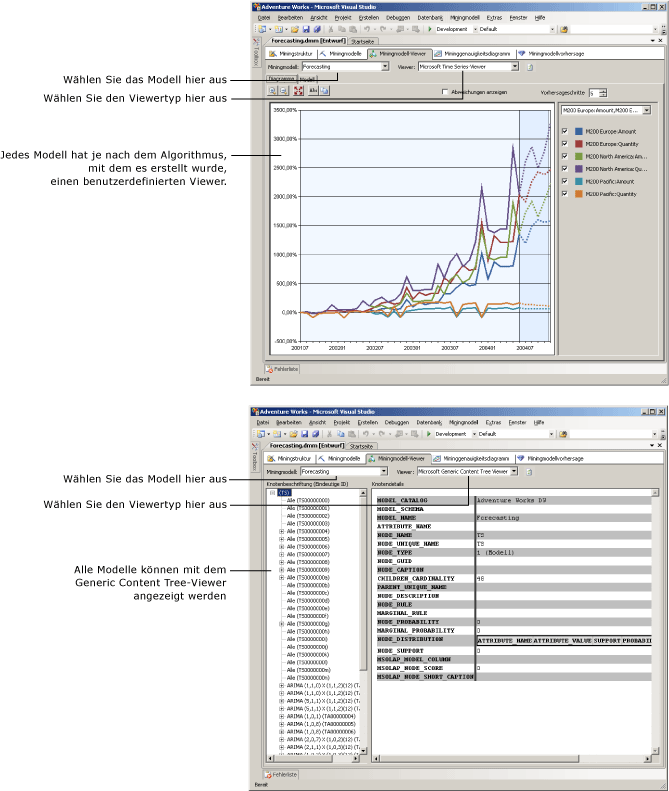 Adventure Works - Microsoft Visual Studio
Datei Bearbeiten Ansicht Projekt Erstellen Debuggen Datenbank Miningmodell Extras Fenster Hilfe
Development Default
Forecasting.dmm [Entwurf] Startseite
Toolbox
Miningstruktur Miningmodelle Miningmodell-Viewer Mininggenauigkeitsdiagramm Miningmodellvorhersage
Miningmodell: Forecasting Viewer: Microsoft Time Series Viewer
Wählen Sie das Modell hier aus
Diagramme Modell
Wählen Sie den Viewertyp hier aus
Abweichungen anzeigen Vorhersageschritte 5
3500,00%
3000,00%
2500,00%
2000,00%
1500,00%
1000,00%
500,00%
0,00%
-500,00%
200107 200201 200207 200301 200307 200401 200407
M200 Europe:Amount,M200 E...
M200 Europe:Amount
M200 Europe:Quantity
M200 North America:Am...
M200 North America:Qu...
M200 Pacific:Amount
M200 Pacific:Quantity
Jedes Modell hat je nach dem Algorithmus,
mit dem es erstellt wurde,
einen benutzerdefinierten Viewer.
Fehlerliste
Bereit
Adventure Works - Microsoft Visual Studio
Datei Bearbeiten Ansicht Projekt Erstellen Debuggen Datenbank Miningmodell Extras Fenster Hilfe
Development Default
Forecasting.dmm [Entwurf] Startseite
Toolbox
Miningstruktur Miningmodelle Miningmodell-Viewer Mininggenauigkeitsdiagramm Miningmodellvorhersage
Miningmodell: Forecasting Viewer: Microsoft Generic Content Tree Viewer
Wählen Sie das Modell hier aus
Wählen Sie den Viewertyp hier aus
Alle Modelle können mit dem
Generic Content Tree-Viewer
angezeigt werden
Knotenbeschriftung (Eindeutige ID)
(TS)
Alle (TS00000000)
Alle (TS00000001)
Alle (TS00000002)
Alle (TS00000003)
Alle (TS00000004)
Alle (TS00000005)
Alle (TS00000006)
Alle (TS00000007)
Alle (TS00000008)
Alle (TS00000009)
Alle (TS0000000a)
Alle (TS0000000b)
Alle (TS0000000c)
Alle (TS0000000d)
Alle (TS0000000e)
Alle (TS0000000f)
Alle (TS0000000g)
Alle (TS0000000h)
Alle (TS0000000i)
Alle (TS0000000j)
Alle (TS0000000k)
Alle (TS0000000l)
Alle (TS0000000m)
Alle (TS0000000n)
ARIMA (1,1,0) X (1,1,2)(12) (TA
ARIMA (1,1,0) X (1,1,2)(12) (TA
ARIMA (5,1,1) X (1,1,2)(12) (TA
ARIMA (5,1,1) X (1,1,2)(12) (TA
ARIMA (1,0,1) (TA00000004)
ARIMA (1,0,8) (TA00000005)
ARIMA (1,0,8) (TA00000006)
ARIMA (2,0,7) X (1,0,2)(12) (TA
ARIMA (2,1,1) X (1,0,3)(12) (TA
Knotendetails
MODEL_CATALOG Adventure Works DW
MODEL_SCHEMA
MODEL_NAME Forecasting
ATTRIBUTE_NAME
NODE_NAME TS
NODE_UNIQUE_NAME TS
NODE_TYPE 1 (Modell)
NODE_GUID
NODE_CAPTION
CHILDREN_CARDINALITY 48
PARENT_UNIQUE_NAME
NODE_DESCRIPTION
NODE_RULE
MARGINAL_RULE
NODE_PROBABILITY 0
MARGINAL_PROBABILITY 0
NODE_DISTRIBUTION ATTRIBUTE_NAME ATTRIBUTE_VALUE SUPPORT PROBABIL
NODE_SUPPORT 0
MSOLAP_MODEL_COLUMN
MSOLAP_NODE_SCORE 0
MSOLAP_NODE_SHORT_CAPTION
Fehlerliste
Bereit